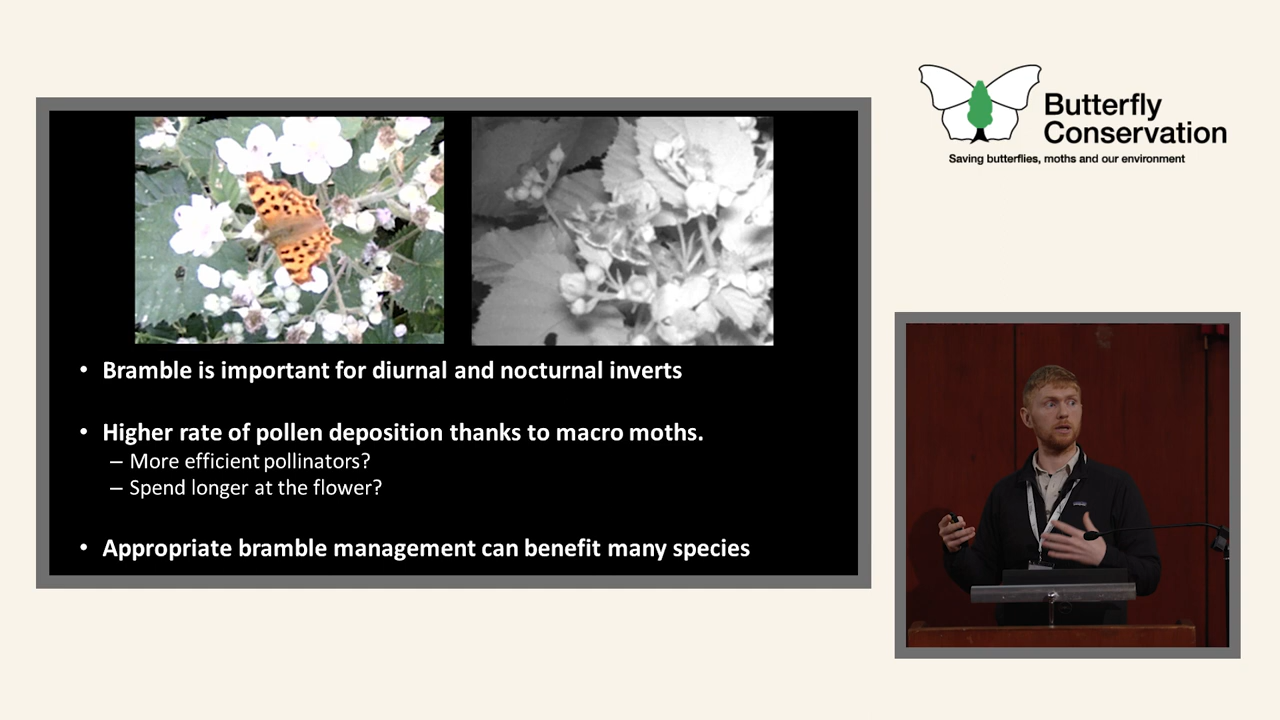 Butterfly
Conservation
Saving butterflies, moths and our environment
• Bramble is important for diurnal and nocturnal inverts
• Higher rate of pollen deposition thanks to macro moths.
– More efficient pollinators?
– Spend longer at the flower?
• Appropriate bramble management can benefit many species